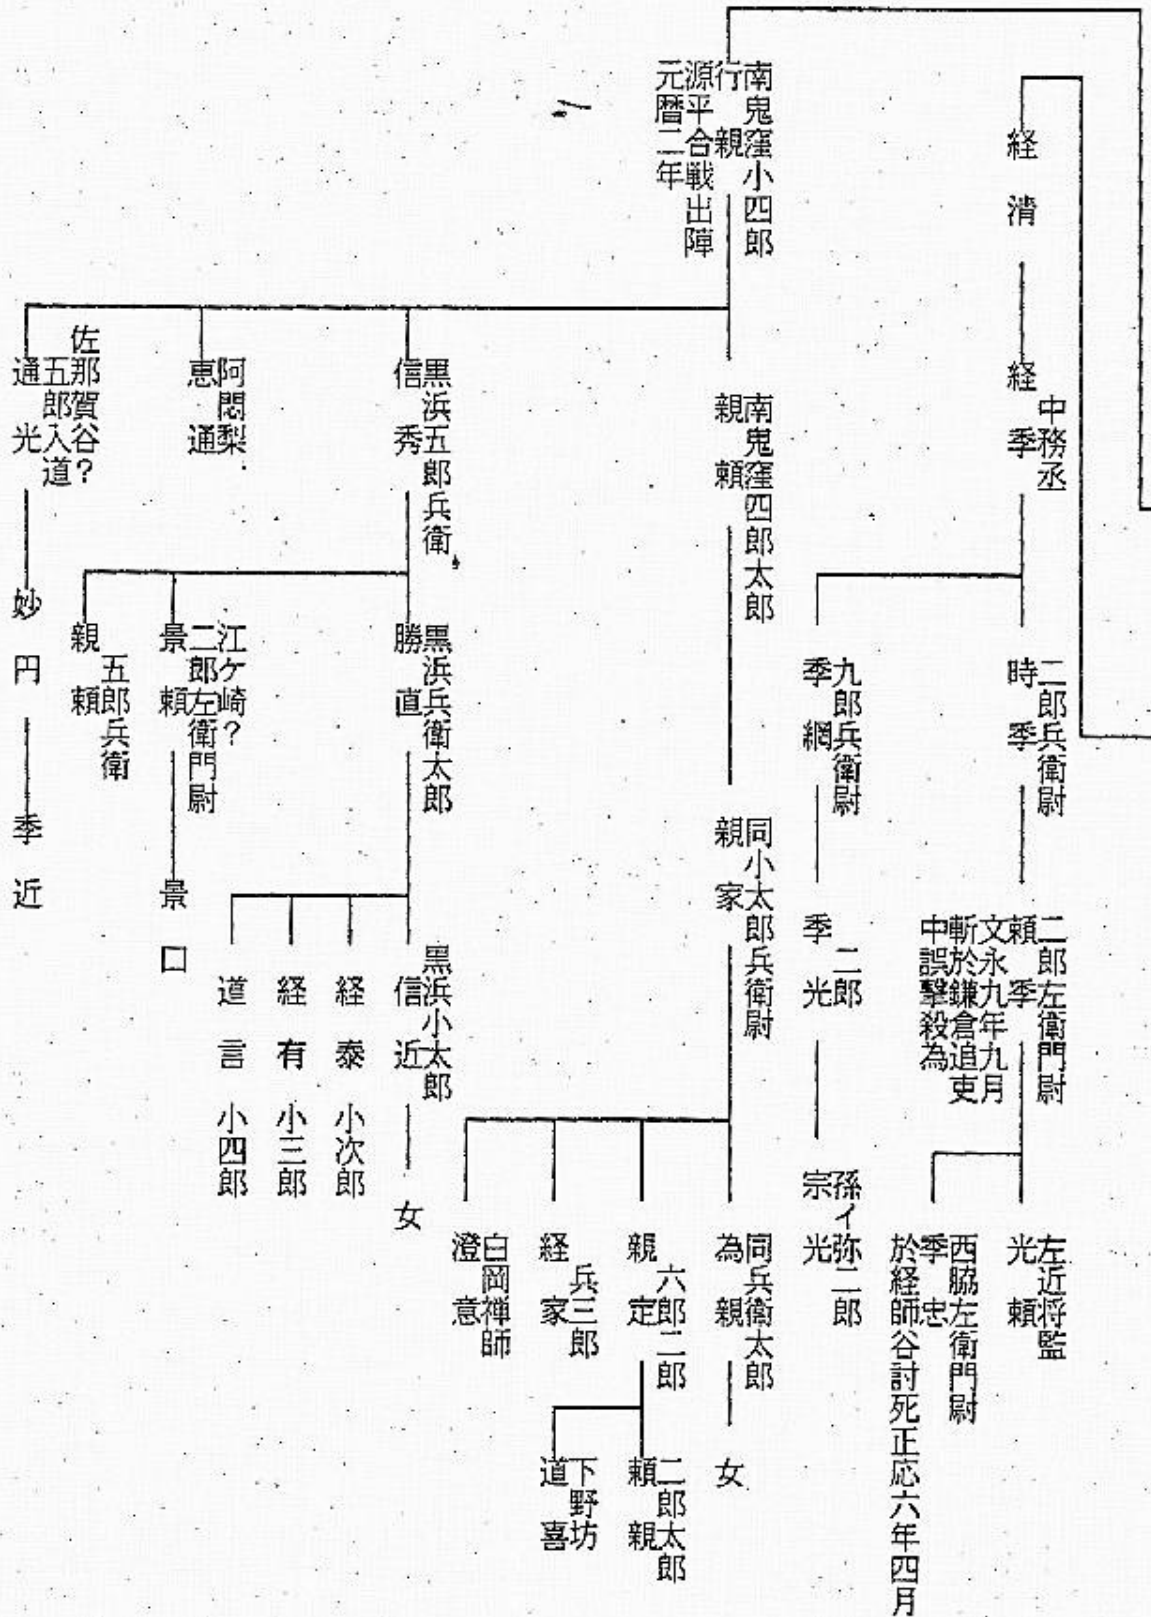 経清
中務丞
経季
二郎兵衛尉
時季
二郎左衛門尉
頼季
文永九年九月
斬於鎌倉追吏
中誤撃殺為
左近将監
光頼
西脇左衛門尉
季忠
於経師谷討死正応六年四月
九郎兵衛尉
季網
二郎
季光
孫イ弥二郎
宗光
南鬼窪小四郎
行親
源平合戦出陣
元暦二年
南鬼窪四郎太郎
親頼
同小太郎兵衛尉
親家
同兵衛太郎
為親
女
六郎二郎
親定
二郎太郎
頼親
下野坊
道喜
兵三郎
経家
白岡禅師
澄意
黒浜五郎兵衛
信秀
黒浜兵衛太郎
勝直
黒浜小太郎
信近
女
経泰 小次郎
経有 小三郎
道言 小四郎
江ケ崎?
二郎左衛門尉
景頼
景口
五郎兵衛
親頼
阿閦梨
恵通
佐那賀谷?
五郎入道
通光
妙円
季近